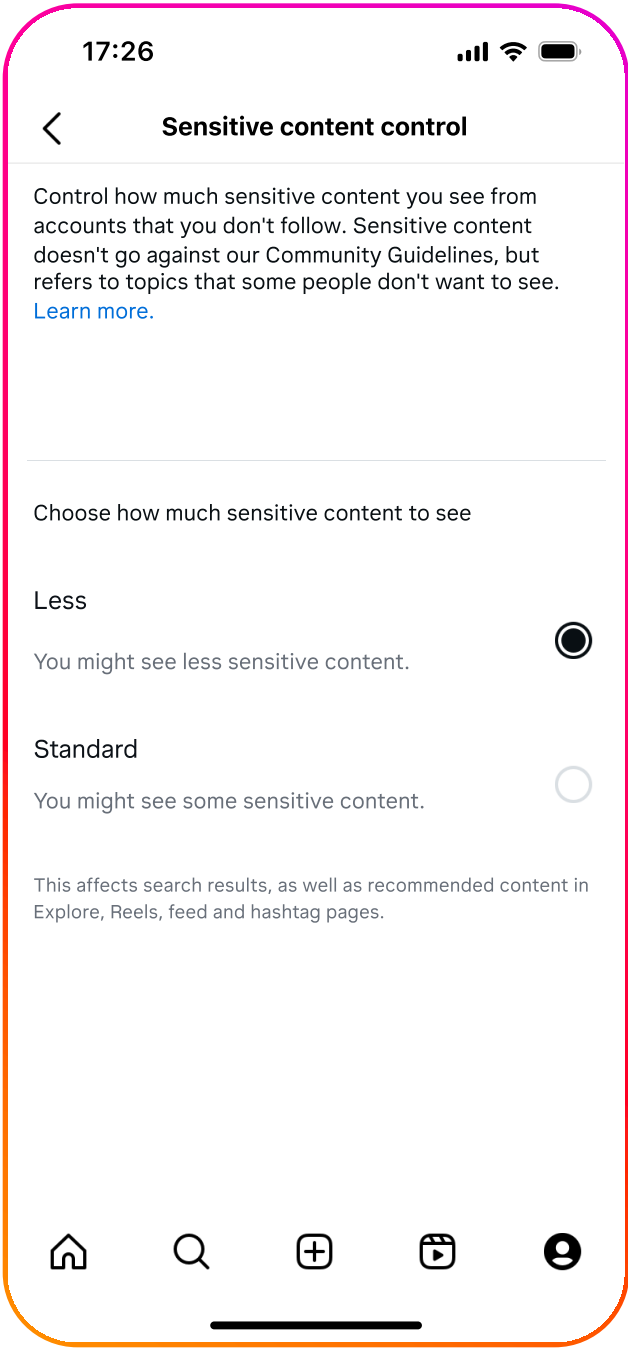 17:26
Sensitive content control
Control how much sensitive content you see from
accounts that you don't follow. Sensitive content
doesn't go against our Community Guidelines, but
refers to topics that some people don't want to see.
Learn more.
Choose how much sensitive content to see
Less
You might see less sensitive content.
Standard
You might see some sensitive content.
This affects search results, as well as recommended content in
Explore, Reels, feed and hashtag pages.